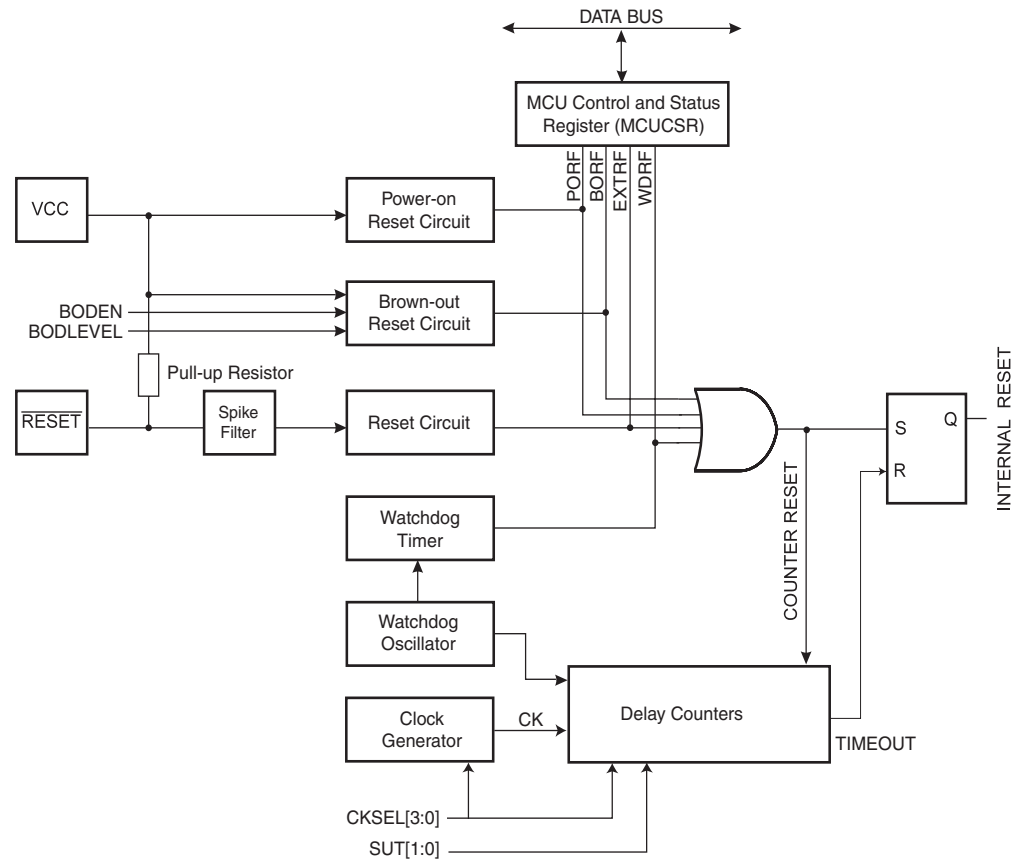 DATA BUS
MCU Control and Status
Register (MCUCSR)
PORF
BORF
EXTRF
WDRF
VCC
Power-on
Reset Circuit
BODEN
BODLEVEL
Brown-out
Reset Circuit
Pull-up Resistor
RESET
Spike
Filter
Reset Circuit
S
Q
R
INTERNAL RESET
COUNTER RESET
Watchdog
Timer
Watchdog
Oscillator
Clock
Generator
CK
Delay Counters
TIMEOUT
CKSEL[3:0]
SUT[1:0]